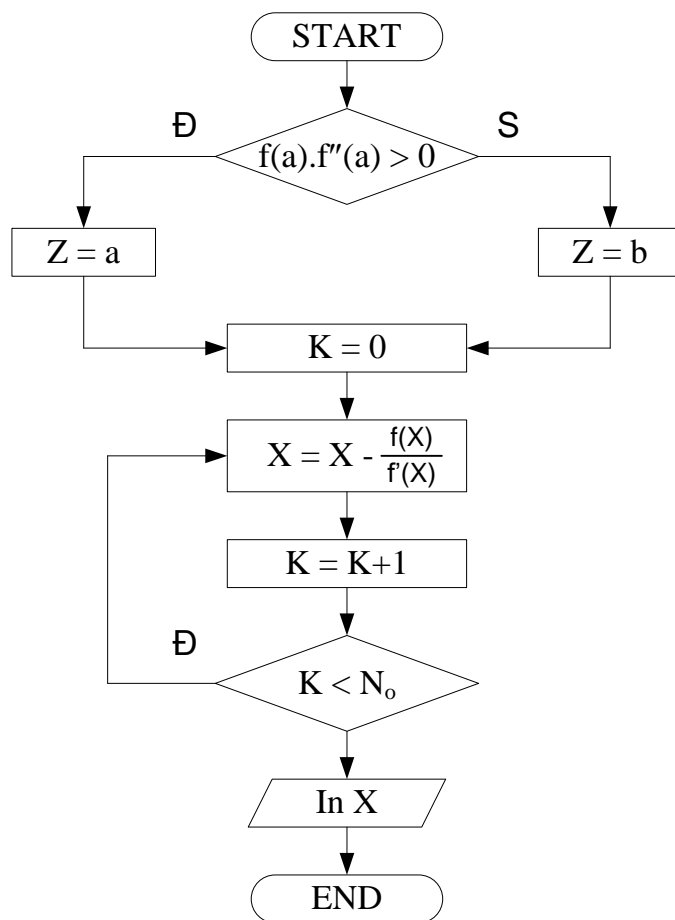 START
Đ
S
f(a).f″(a) > 0
Z = a
Z = b
K = 0
X = X - f(X)/f'(X)
K = K+1
Đ
K < Nₒ
In X
END